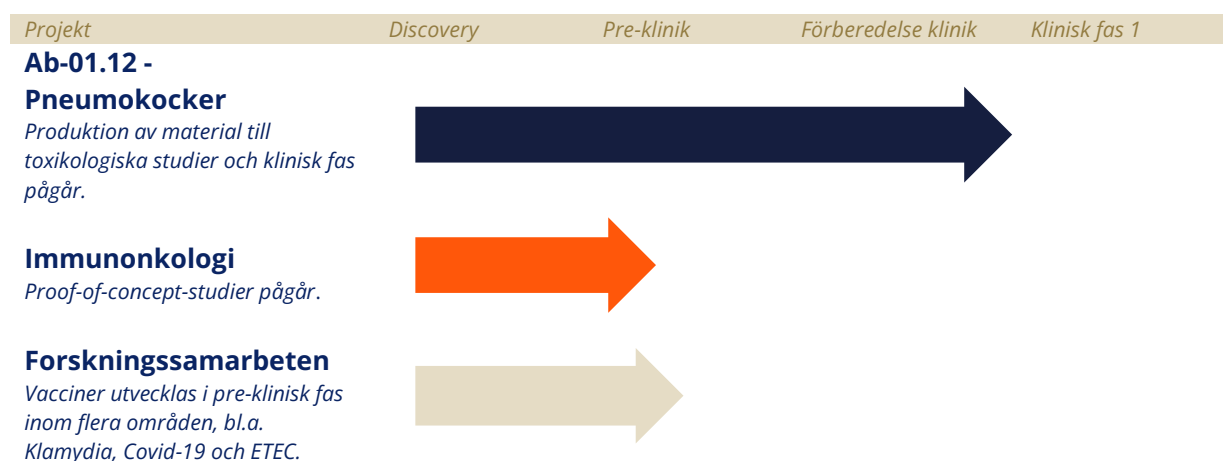 Projekt Discovery Pre-klinik Förberedelse klinik Klinisk fas 1
Ab-01.12 -
Pneumokocker
Produktion av material till
toxikologiska studier och klinisk fas
pågår.
Immunonkologi
Proof-of-concept-studier pågår.
Forskningssamarbeten
Vacciner utvecklas i pre-klinisk fas
inom flera områden, bl.a.
Klamydia, Covid-19 och ETEC.